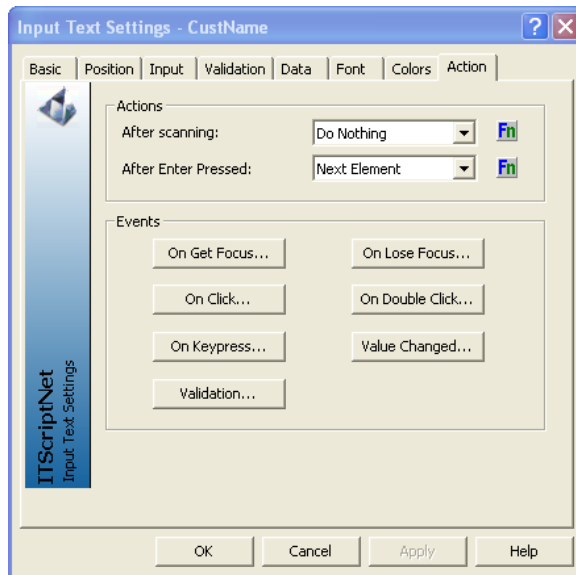 Input Text Settings - CustName
Basic Position Input Validation Data Font Colors Action
Actions
After scanning: Do Nothing Fn
After Enter Pressed: Next Element Fn
Events
On Get Focus... On Lose Focus...
On Click... On Double Click...
On Keypress... Value Changed...
Validation...
ITScriptNet
Input Text Settings
OK Cancel Apply Help